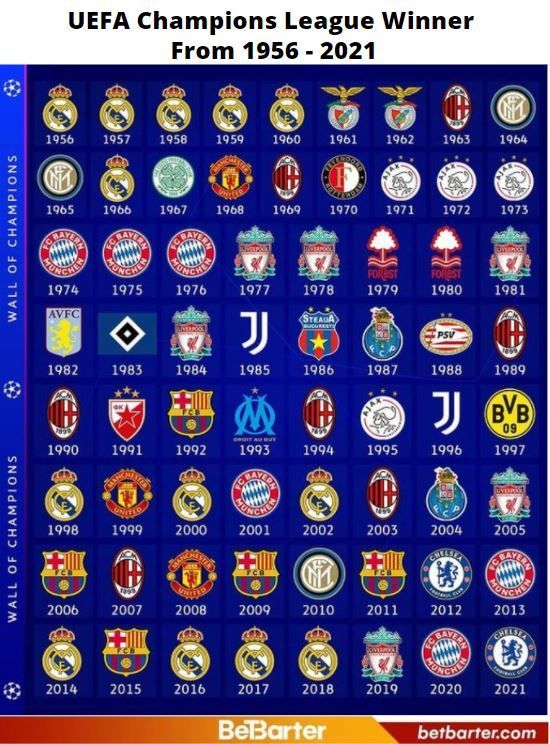 UEFA Champions League Winner
From 1956 - 2021
WALL OF CHAMPIONS
WALL OF CHAMPIONS
1956 1957 1958 1959 1960 1961 1962 1963 1964
1965 1966 1967 1968 1969 1970 1971 1972 1973
1974 1975 1976 1977 1978 1979 1980 1981
1982 1983 1984 1985 1986 1987 1988 1989
1990 1991 1992 1993 1994 1995 1996 1997
1998 1999 2000 2001 2002 2003 2004 2005
2006 2007 2008 2009 2010 2011 2012 2013
2014 2015 2016 2017 2018 2019 2020 2021
BetBarter
betbarter.com